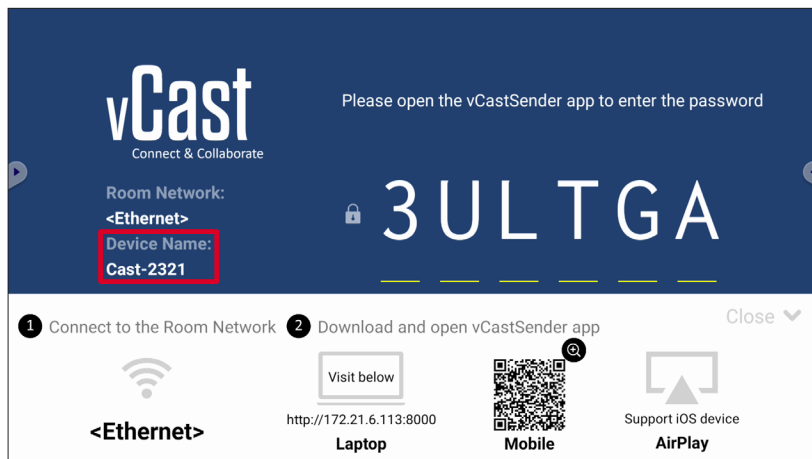 vCast
Connect & Collaborate
Please open the vCastSender app to enter the password
Room Network:
<Ethernet>
Device Name:
Cast-2321
3ULTGA
1 Connect to the Room Network
2 Download and open vCastSender app
Close
<Ethernet>
Visit below
http://172.21.6.113:8000
Laptop
Mobile
Support iOS device
AirPlay